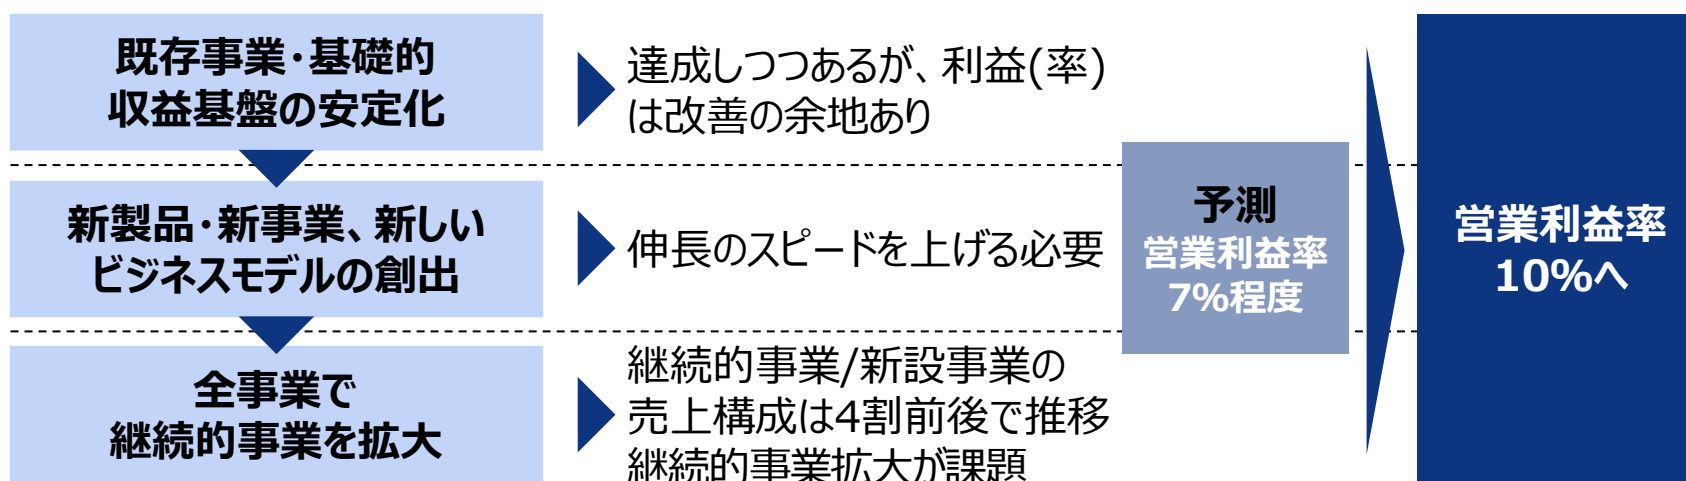 既存事業・基礎的
収益基盤の安定化
達成しつつあるが、利益(率)
は改善の余地あり
新製品・新事業、新しい
ビジネスモデルの創出
伸長のスピードを上げる必要
全事業で
継続的事業を拡大
継続的事業/新設事業の
売上構成は4割前後で推移
継続的事業拡大が課題
予測
営業利益率
7%程度
営業利益率
10%へ